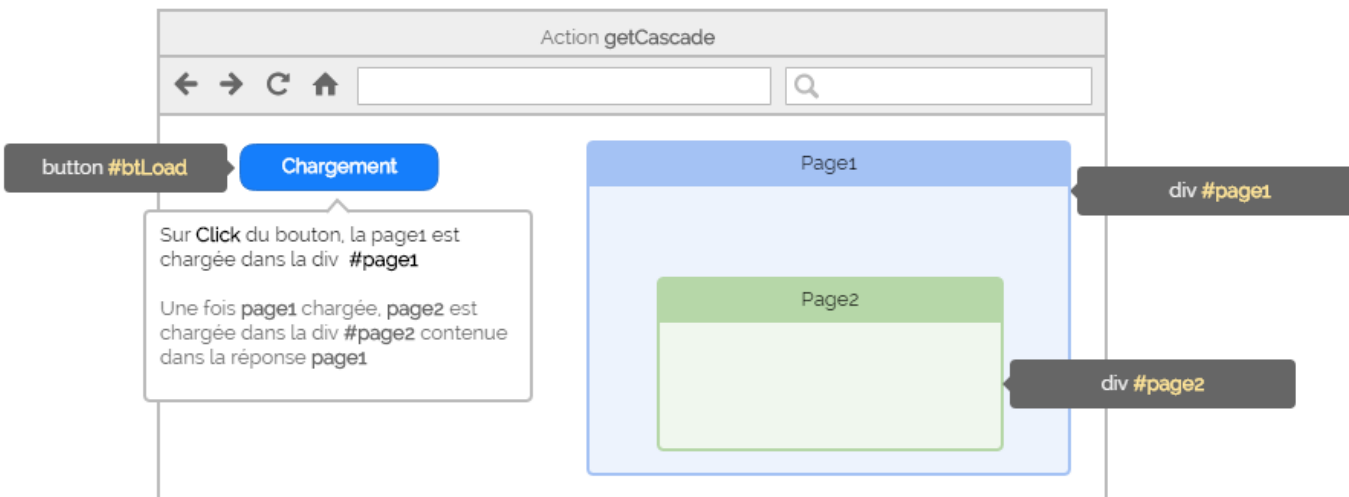 Action getCascade
button #btLoad
Chargement
Page1
div #page1
Sur Click du bouton, la page1 est
chargée dans la div #page1
Une fois page1 chargée, page2 est
chargée dans la div #page2 contenue
dans la réponse page1
Page2
div #page2